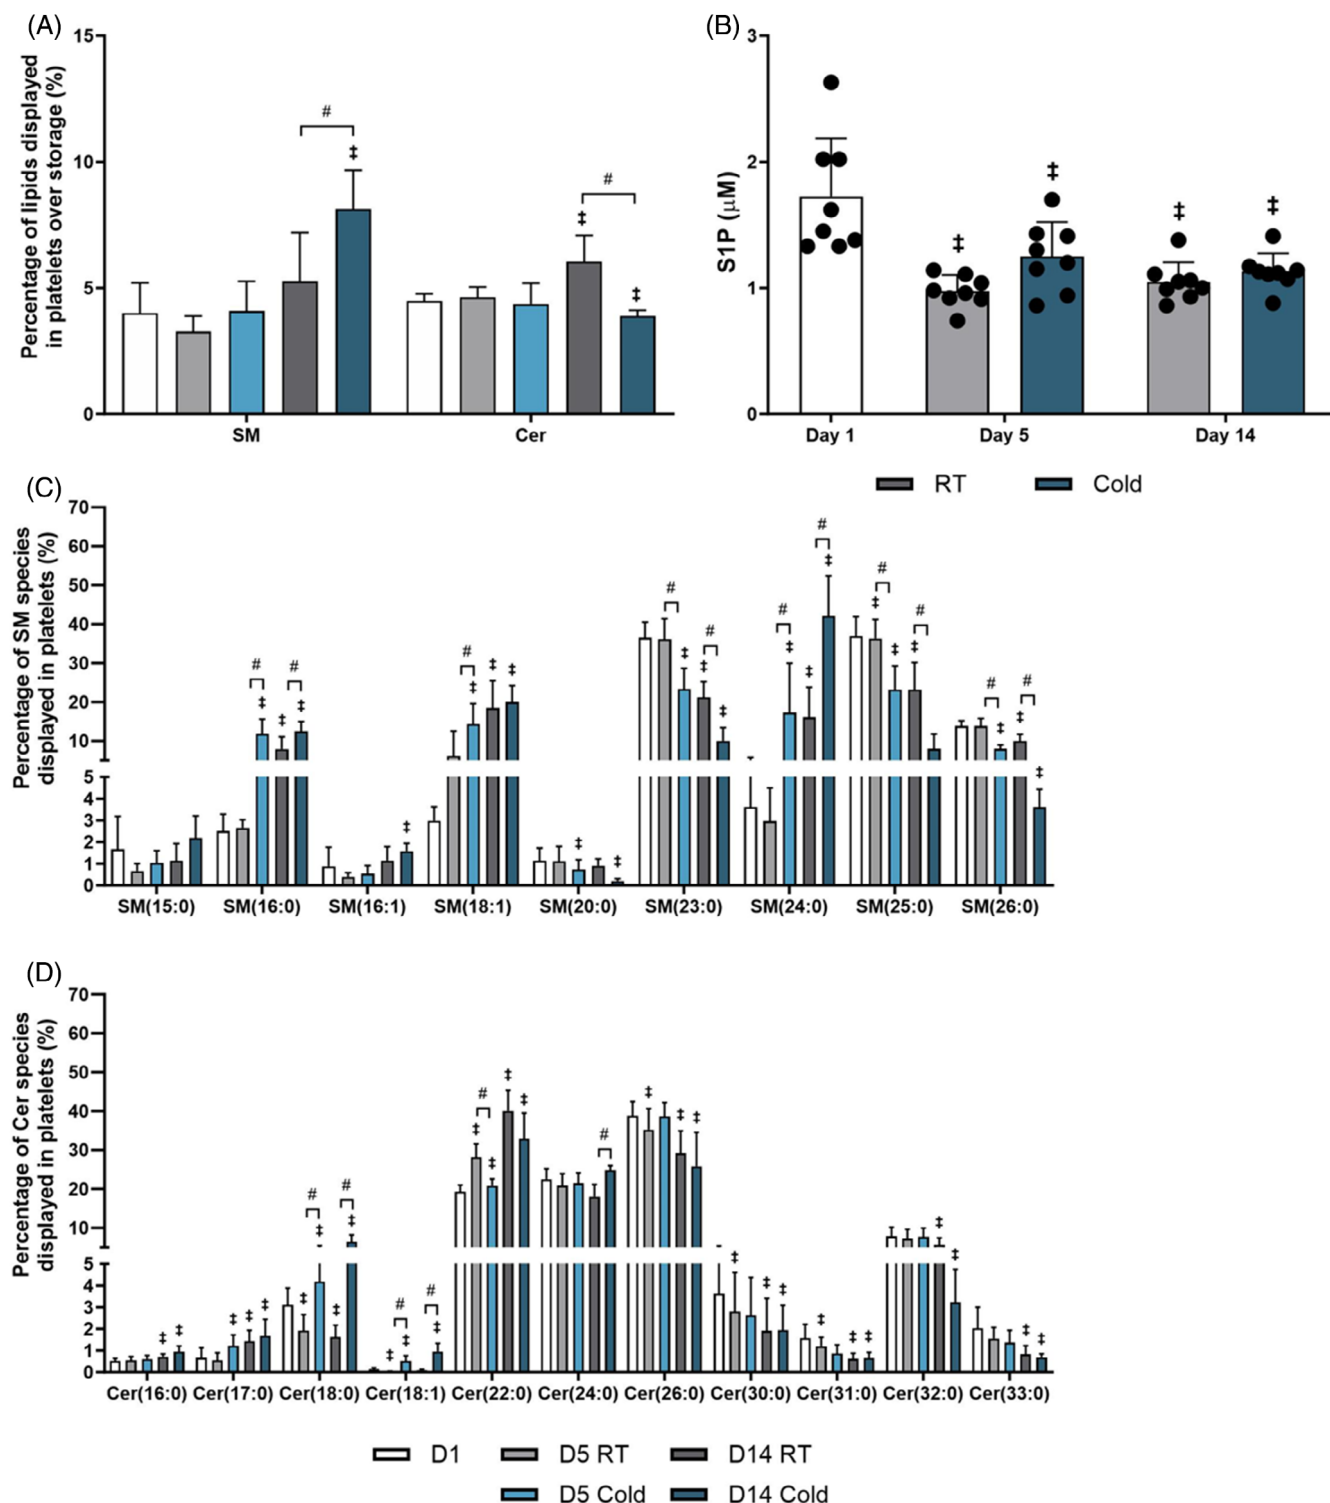 (A)
Percentage of lipids displayed
in platelets over storage (%)
15
10
5
0
#
‡
#
‡
‡
SM
Cer
(B)
S1P (μM)
3
2
1
0
‡
‡
‡
‡
Day 1
Day 5
Day 14
RT
Cold
(C)
Percentage of SM species
displayed in platelets (%)
70
60
50
40
30
20
10
5
4
3
2
1
0
#
‡
‡
#
‡
‡
#
‡
‡
‡
‡
‡
#
‡
‡
#
‡
#
‡
‡
#
‡
‡
#
‡
‡
#
#
‡
‡
#
‡
SM(15:0)
SM(16:0)
SM(16:1)
SM(18:1)
SM(20:0)
SM(23:0)
SM(24:0)
SM(25:0)
SM(26:0)
(D)
Percentage of Cer species
displayed in platelets (%)
70
60
50
40
30
20
10
5
4
3
2
1
0
‡
‡
‡
‡
‡
‡
#
‡
‡
#
‡
‡
#
‡
#
‡
‡
#
‡
‡
‡
#
‡
‡
‡
‡
‡
‡
‡
‡
‡
‡
‡
‡
‡
Cer(16:0)
Cer(17:0)
Cer(18:0)
Cer(18:1)
Cer(22:0)
Cer(24:0)
Cer(26:0)
Cer(30:0)
Cer(31:0)
Cer(32:0)
Cer(33:0)
D1
D5 RT
D14 RT
D5 Cold
D14 Cold